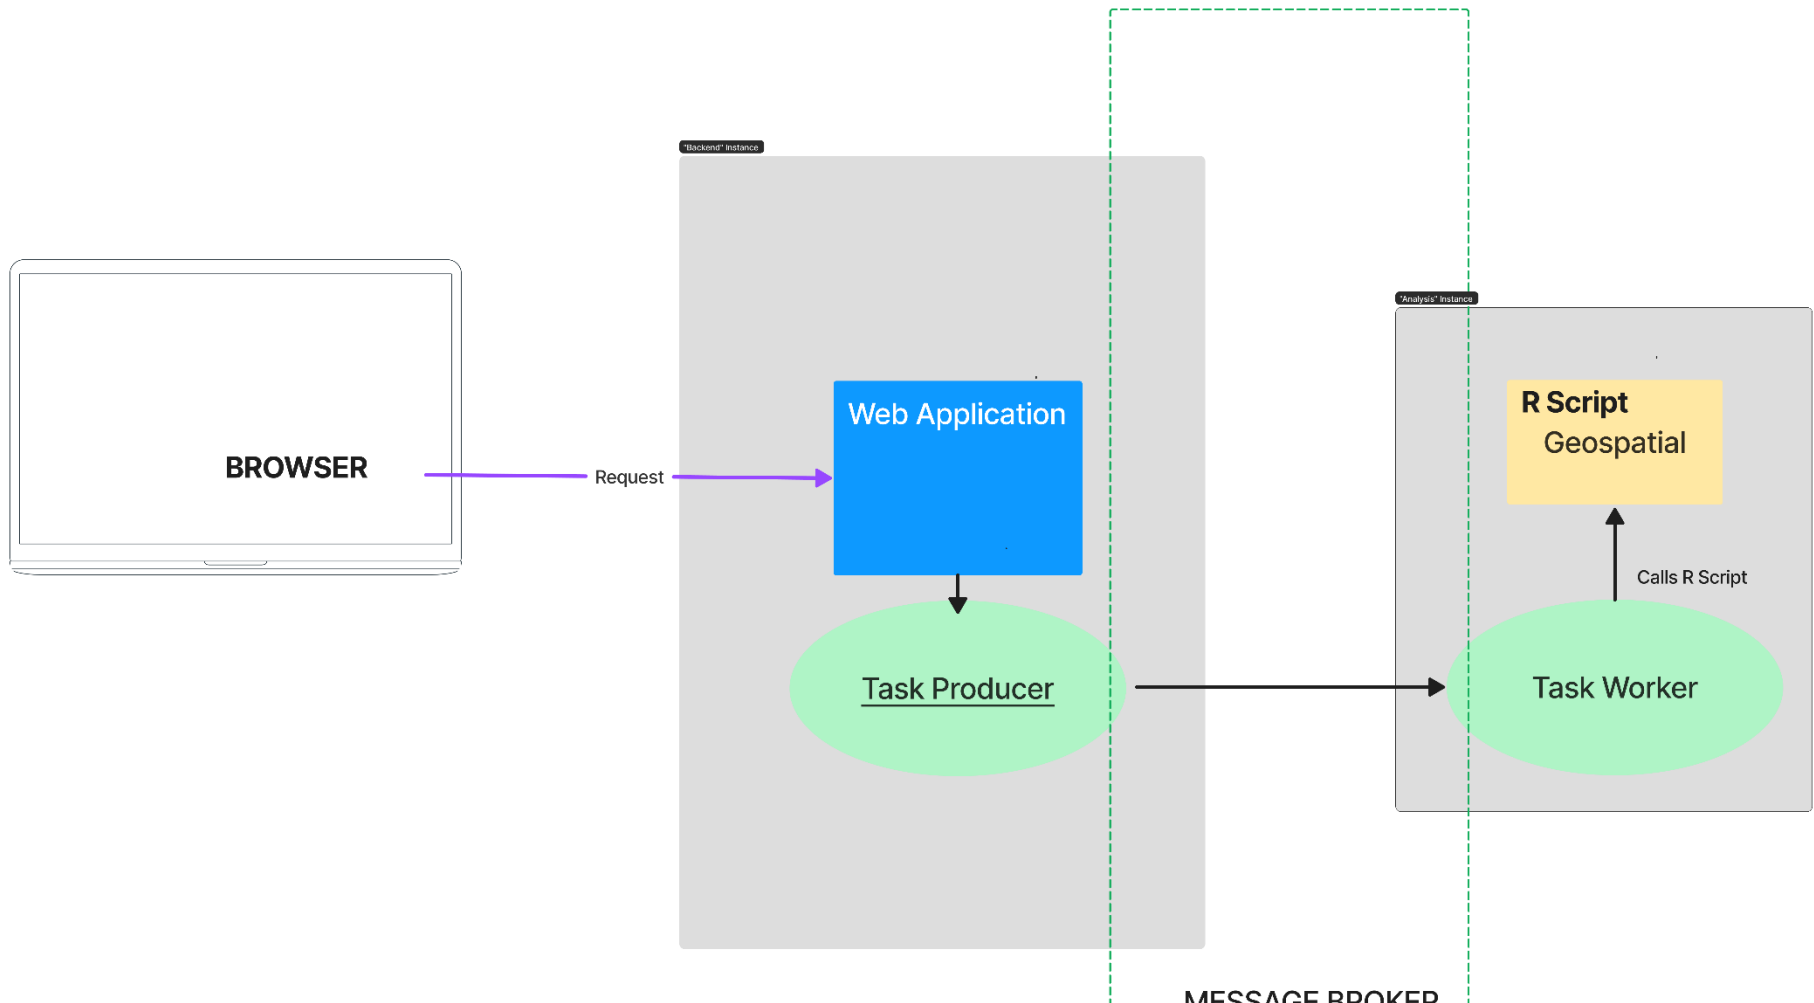 "Backend" Instance
"Analysis" Instance
Web Application
R Script
Geospatial
BROWSER
Request
Calls R Script
Task Producer
Task Worker
MESSAGE BROKER